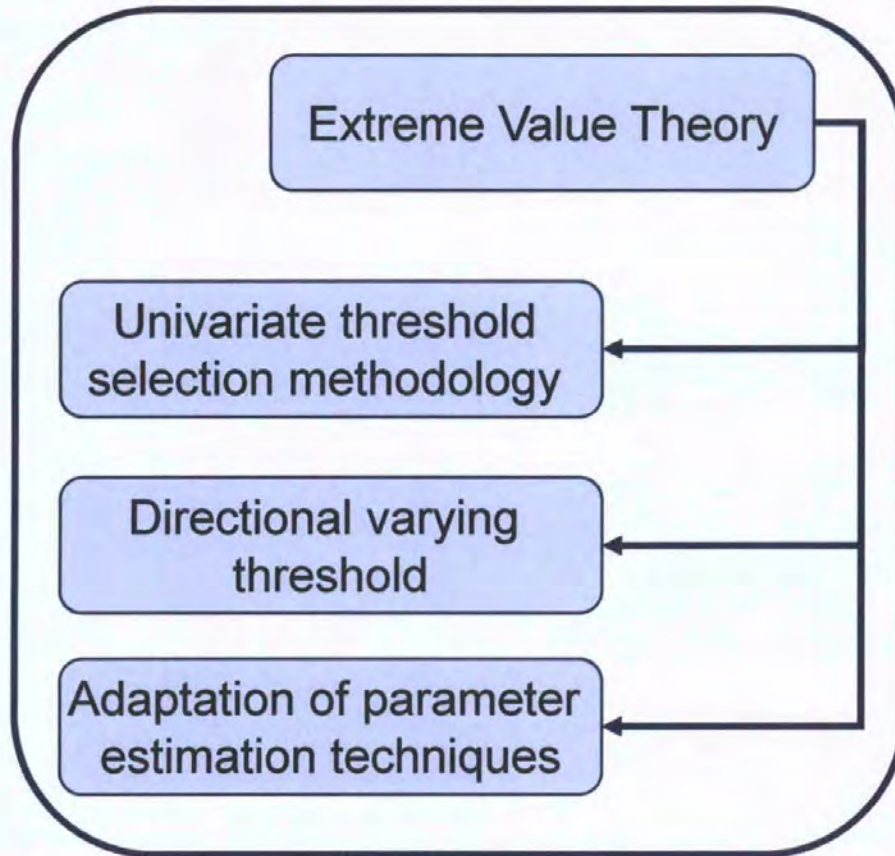 Extreme Value Theory
Univariate threshold
selection methodology
Directional varying
threshold
Adaptation of parameter
estimation techniques